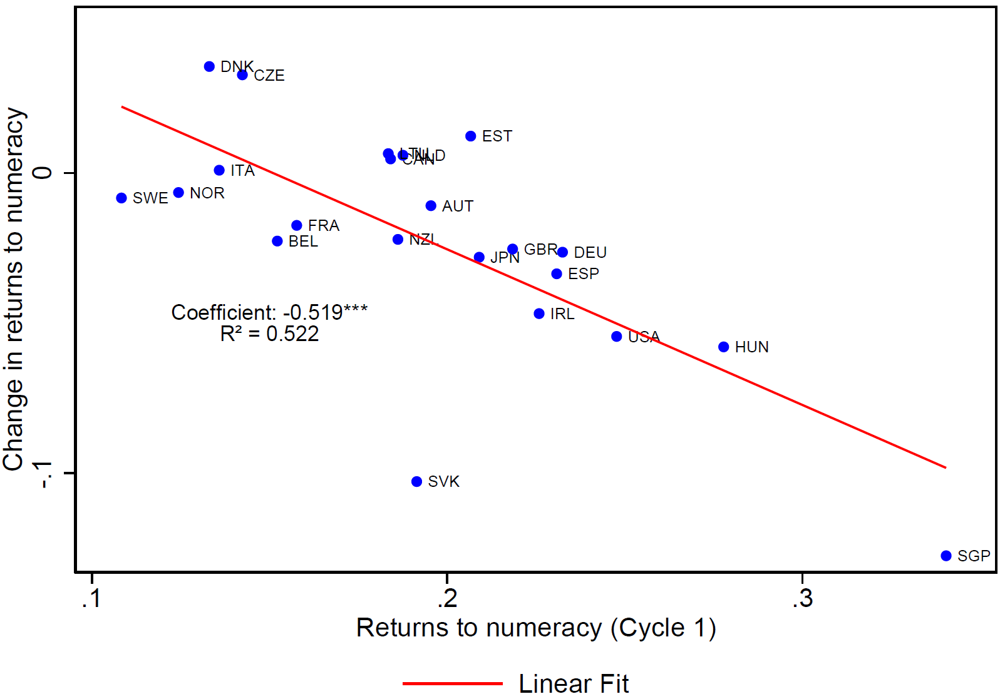 Change in returns to numeracy
0
-.1
DNK
CZE
EST
LTU
NLD
CAN
ITA
SWE
NOR
AUT
FRA
BEL
NZL
GBR
DEU
JPN
ESP
Coefficient: -0.519***
R² = 0.522
IRL
USA
HUN
SVK
SGP
.1
.2
.3
Returns to numeracy (Cycle 1)
Linear Fit